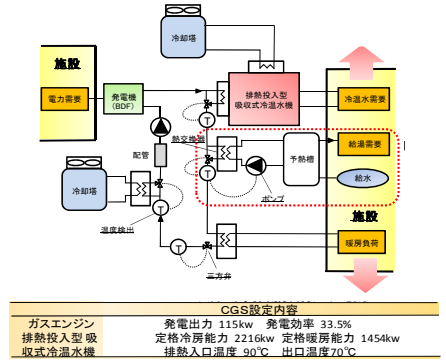 冷却塔
施設
電力需要
発電機
(BDF)
排熱投入型
吸収式冷温水機
冷温水需要
T
熱交換器
配管
予熱槽
給湯需要
給水
T
冷却塔
ポンプ
温度検出
T
T
三方弁
施設
暖房負荷
CGS設定内容
ガスエンジン 発電出力 115kw 発電効率 33.5%
排熱投入型 吸 定格冷房能力 2216kw 定格暖房能力 1454kw
収式冷温水機 排熱入口温度 90℃ 出口温度70℃